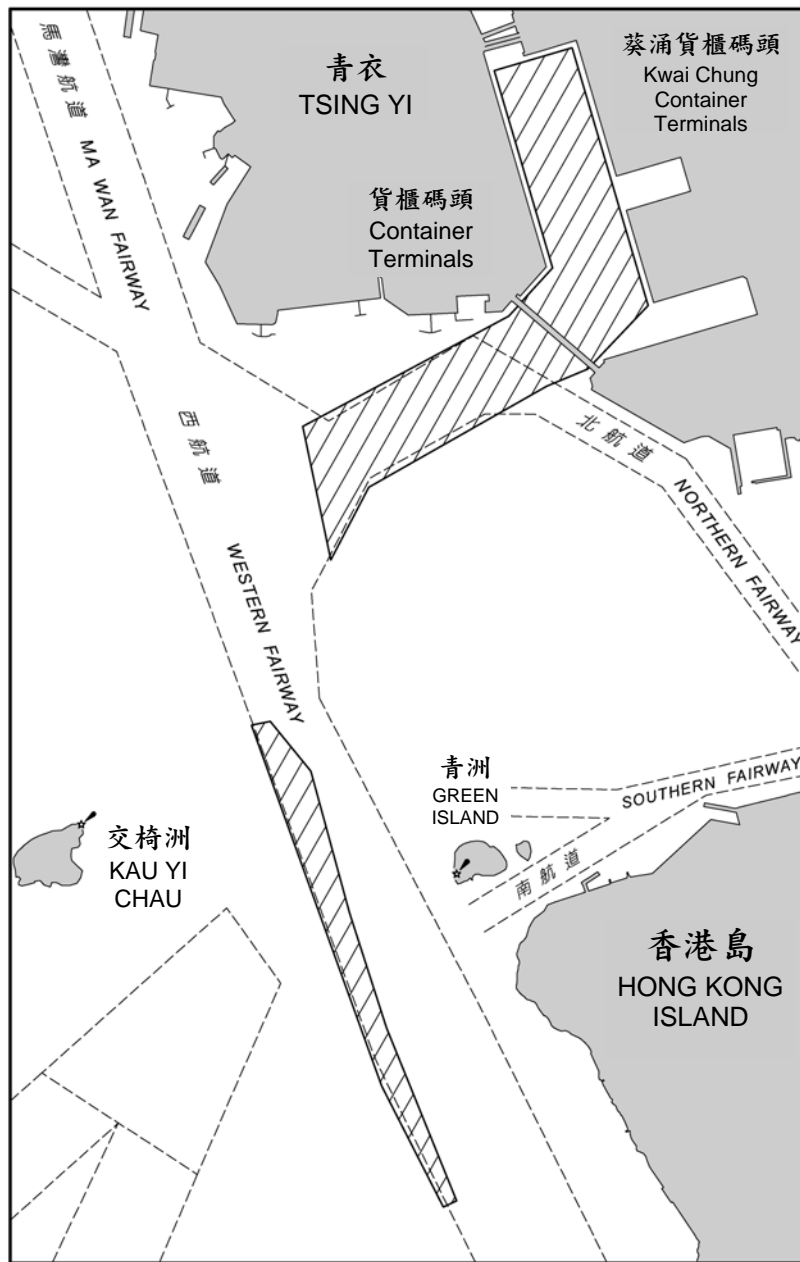 馬灣航道 MA WAN FAIRWAY
青衣
TSING YI
葵涌貨櫃碼頭
Kwai Chung
Container
Terminals
貨櫃碼頭
Container
Terminals
西航道 WESTERN FAIRWAY
北航道 NORTHERN FAIRWAY
青洲
GREEN
ISLAND
SOUTHERN FAIRWAY
南航道
交椅洲
KAU YI
CHAU
香港島
HONG KONG
ISLAND